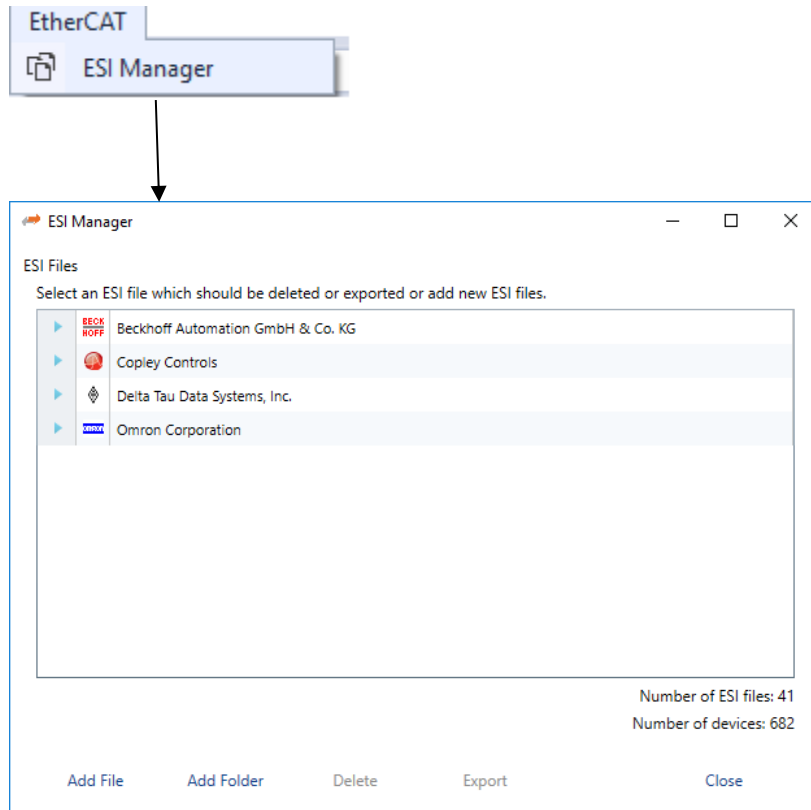 EtherCAT
ESI Manager
ESI Manager
ESI Files
Select an ESI file which should be deleted or exported or add new ESI files.
BECKHOFF Beckhoff Automation GmbH & Co. KG
Copley Controls
Delta Tau Data Systems, Inc.
OMRON Omron Corporation
Number of ESI files: 41
Number of devices: 682
Add File Add Folder Delete Export Close